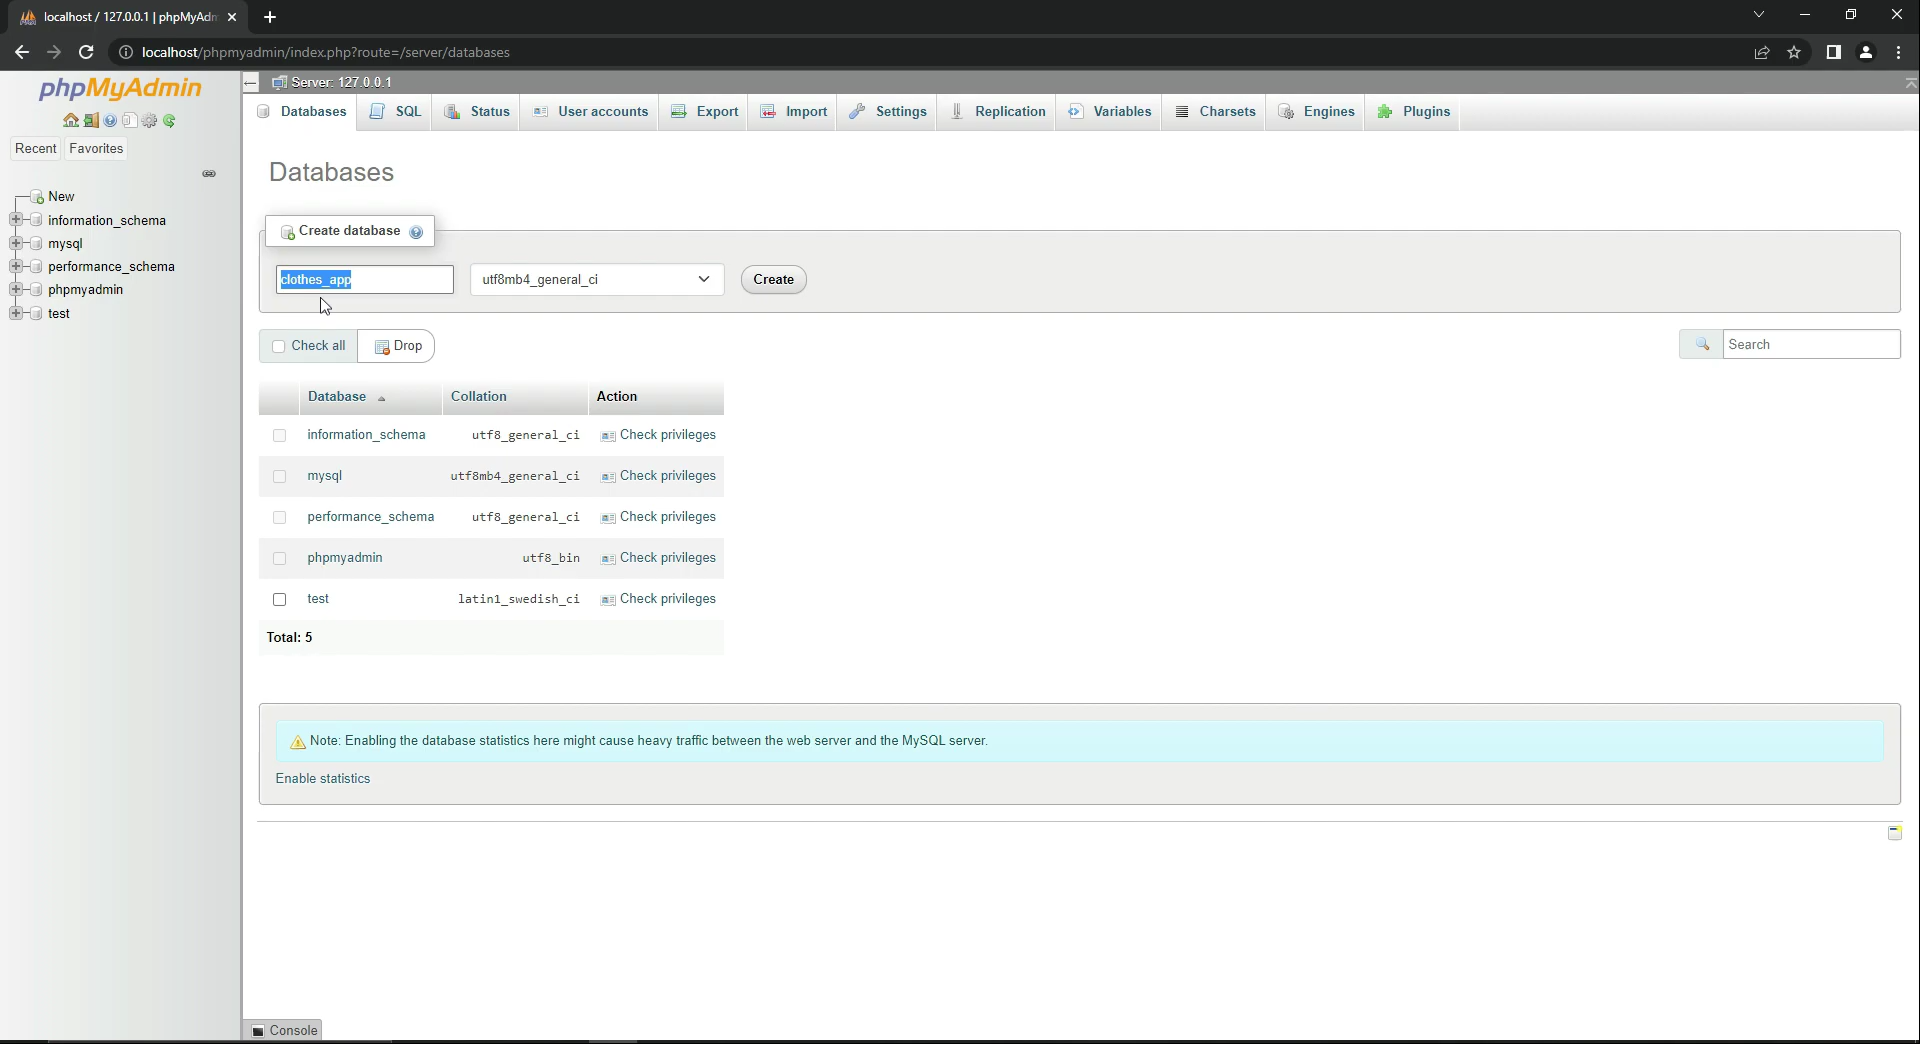 localhost / 127.0.0.1 | phpMyAdm
localhost/phpmyadmin/index.php?route=/server/databases
phpMyAdmin
Recent Favorites
New
information_schema
mysql
performance_schema
phpmyadmin
test
Server: 127.0.0.1
Databases SQL Status User accounts Export Import Settings Replication Variables Charsets Engines Plugins
Databases
Create database
clothes_app utf8mb4_general_ci Create
Check all Drop Search
Database Collation Action
information_schema utf8_general_ci Check privileges
mysql utf8mb4_general_ci Check privileges
performance_schema utf8_general_ci Check privileges
phpmyadmin utf8_bin Check privileges
test latin1_swedish_ci Check privileges
Total: 5
Note: Enabling the database statistics here might cause heavy traffic between the web server and the MySQL server.
Enable statistics
Console